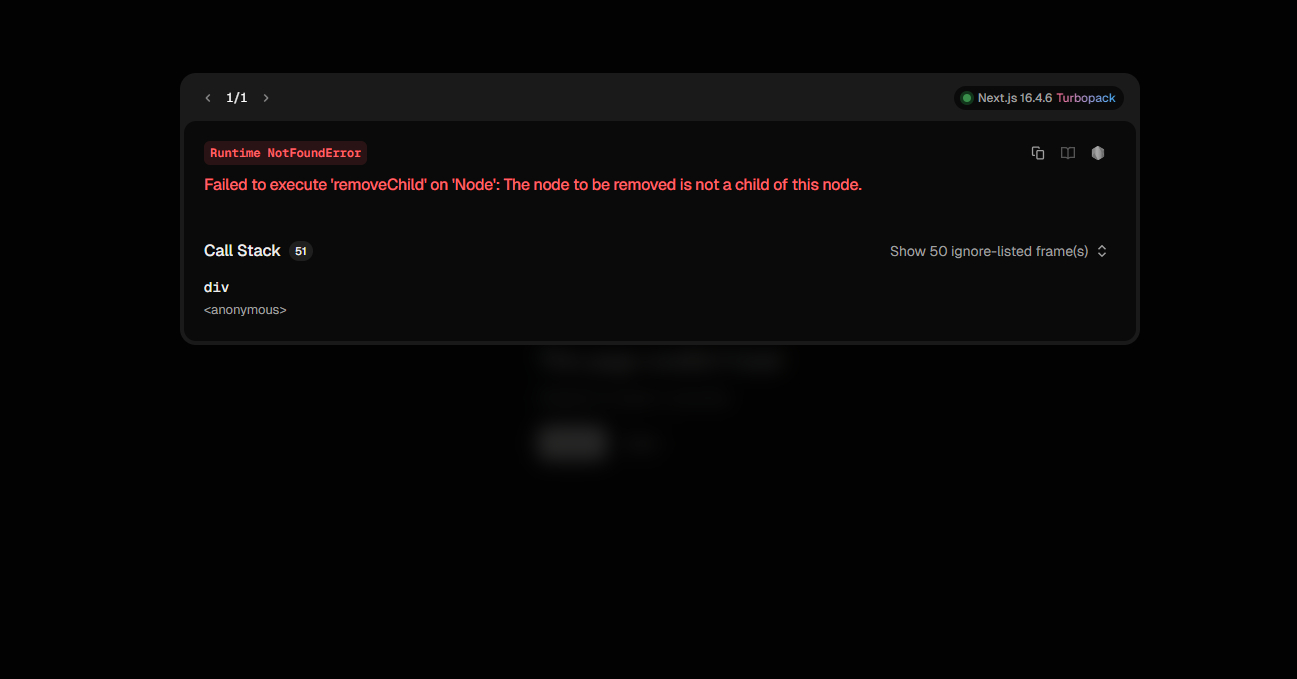 1/1
Next.js 16.4.6 Turbopack
Runtime NotFoundError
Failed to execute 'removeChild' on 'Node': The node to be removed is not a child of this node.
Call Stack 51
Show 50 ignore-listed frame(s)
div
<anonymous>